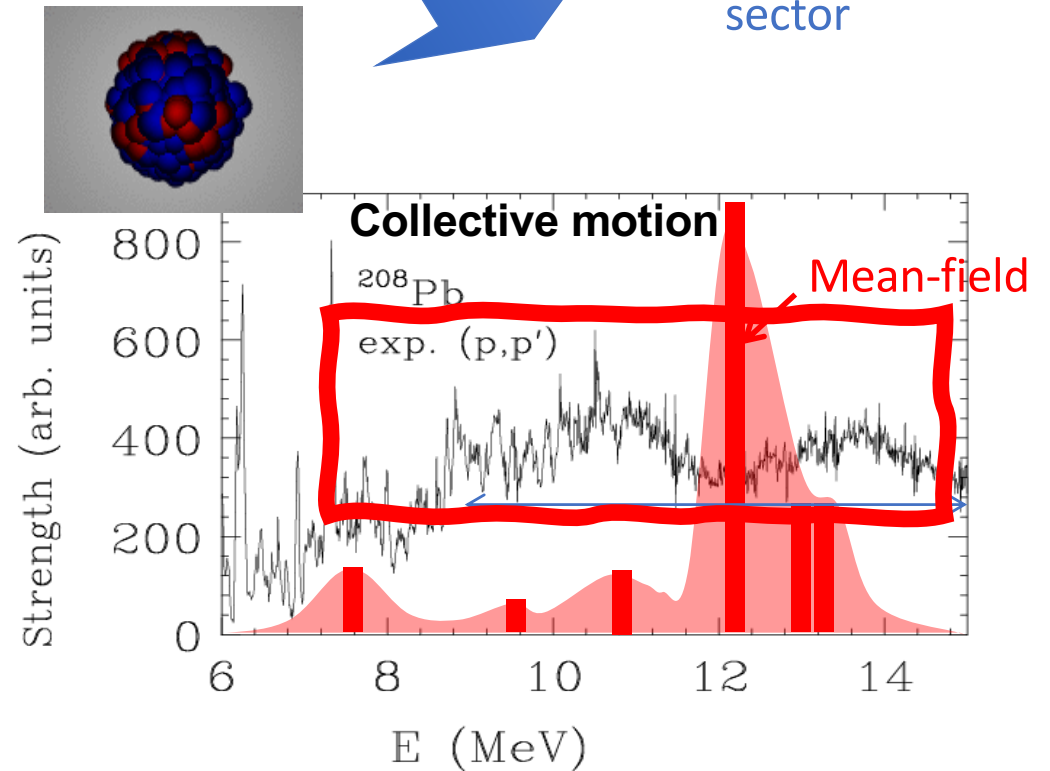 sector
Collective motion
Mean-field
²⁰⁸Pb
exp. (p,p′)
Strength (arb. units)
800
600
400
200
0
6 8 10 12 14
E (MeV)